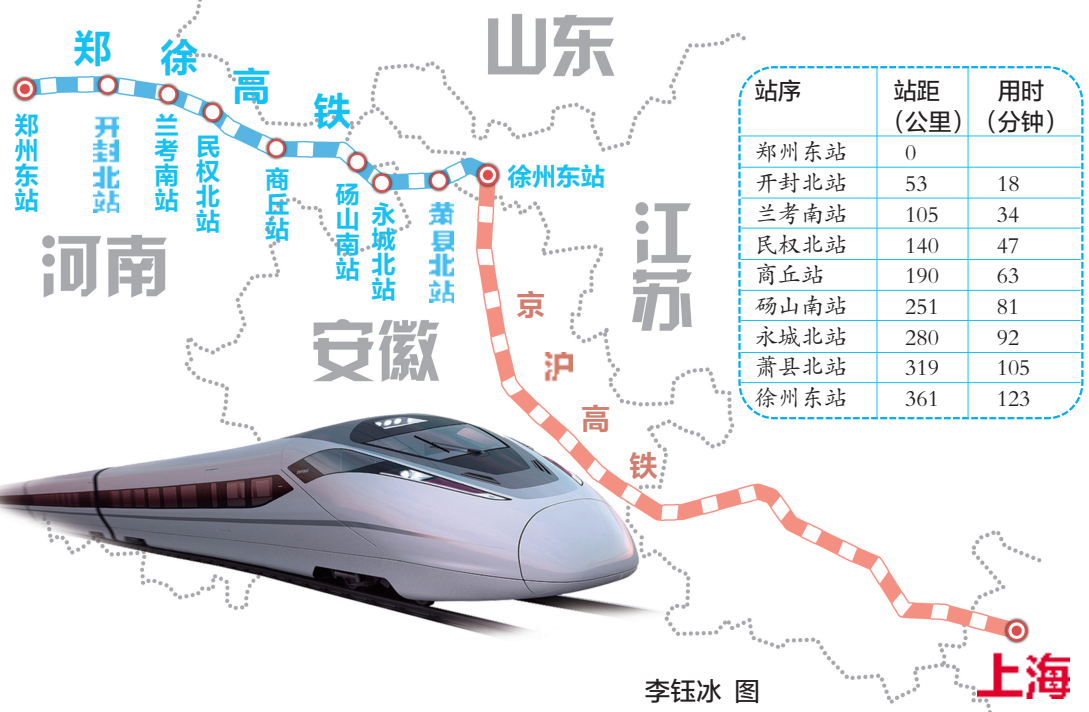 山东
郑徐高铁
郑州东站
开封北站
兰考南站
民权北站
商丘站
砀山南站
永城北站
萧县北站
徐州东站
河南
安徽
江苏
京沪高铁
上海
站序 站距(公里) 用时(分钟)
郑州东站 0
开封北站 53 18
兰考南站 105 34
民权北站 140 47
商丘站 190 63
砀山南站 251 81
永城北站 280 92
萧县北站 319 105
徐州东站 361 123
李钰冰 图